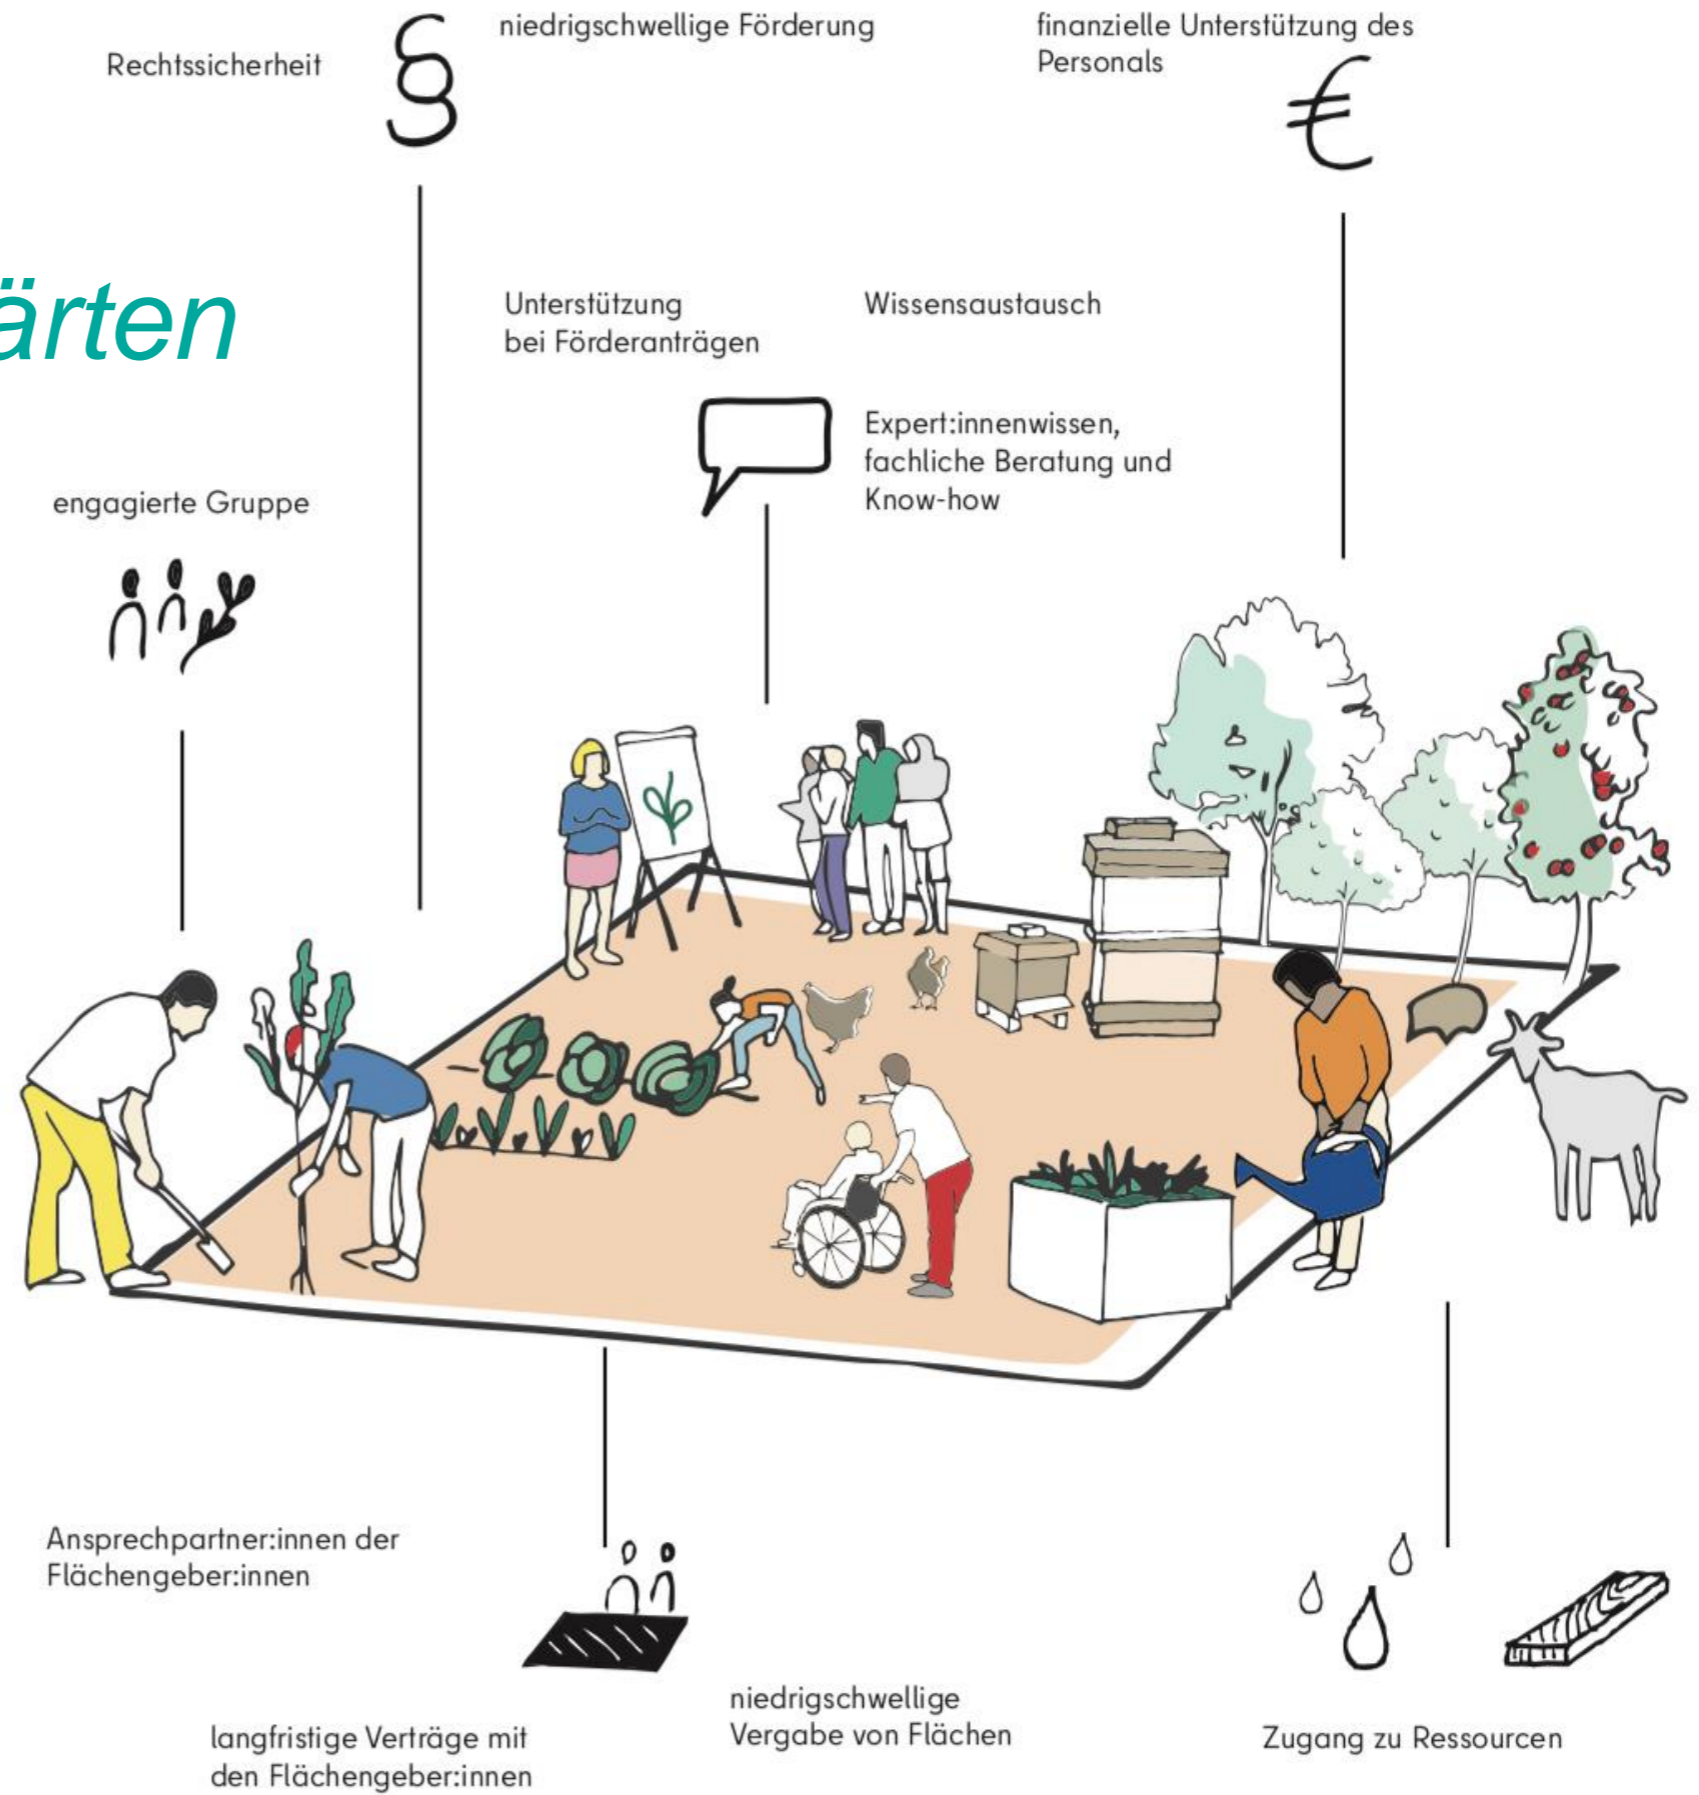 niedrigschwellige Förderung
finanzielle Unterstützung des
Personals
Rechtssicherheit
§
€
ärten
Unterstützung
bei Förderanträgen
Wissensaustausch
Expert:innenwissen,
fachliche Beratung und
Know-how
engagierte Gruppe
Ansprechpartner:innen der
Flächengeber:innen
langfristige Verträge mit
den Flächengeber:innen
niedrigschwellige
Vergabe von Flächen
Zugang zu Ressourcen